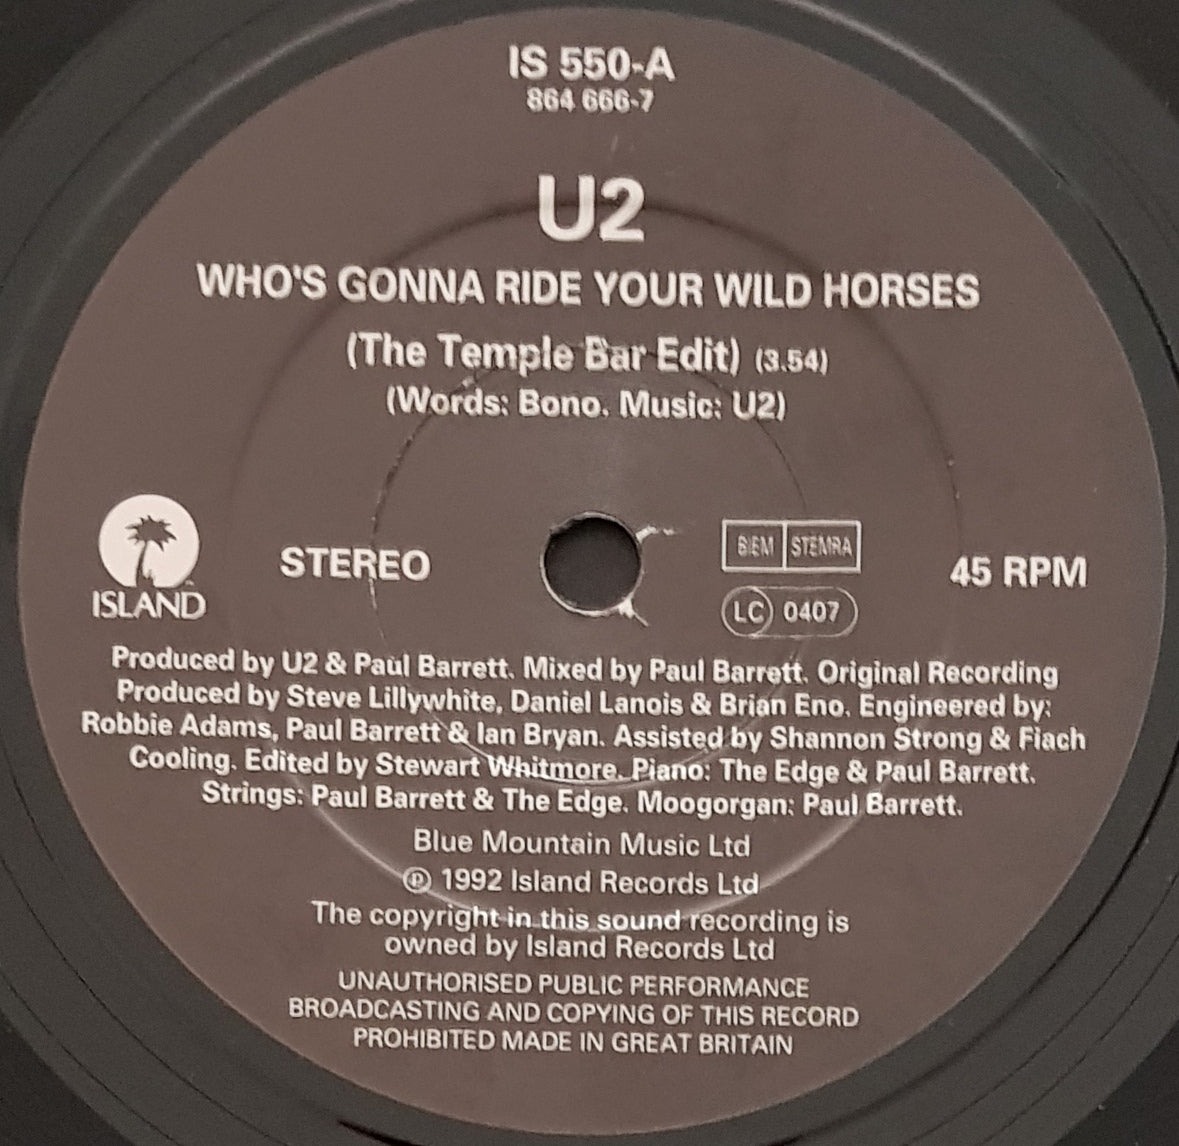 IS 550-A
864 666-7
U2
WHO'S GONNA RIDE YOUR WILD HORSES
(The Temple Bar Edit) (3.54)
(Words: Bono. Music: U2)
ISLAND
STEREO
BIEM STEMRA
LC 0407
45 RPM
Produced by U2 & Paul Barrett. Mixed by Paul Barrett. Original Recording
Produced by Steve Lillywhite, Daniel Lanois & Brian Eno. Engineered by:
Robbie Adams, Paul Barrett & Ian Bryan. Assisted by Shannon Strong & Fiach
Cooling. Edited by Stewart Whitmore. Piano: The Edge & Paul Barrett.
Strings: Paul Barrett & The Edge. Moogorgan: Paul Barrett.
Blue Mountain Music Ltd
℗ 1992 Island Records Ltd
The copyright in this sound recording is
owned by Island Records Ltd
UNAUTHORISED PUBLIC PERFORMANCE
BROADCASTING AND COPYING OF THIS RECORD
PROHIBITED MADE IN GREAT BRITAIN